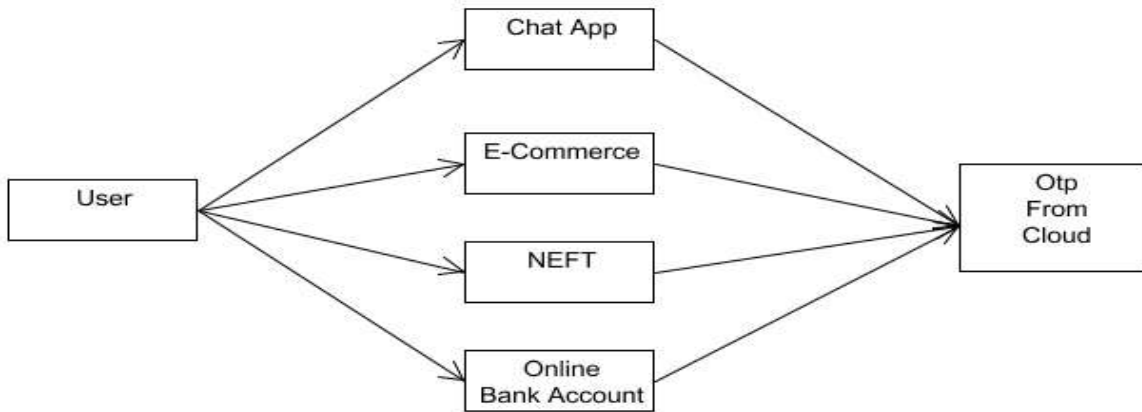 Chat App
E-Commerce
User
Otp
From
Cloud
NEFT
Online
Bank Account